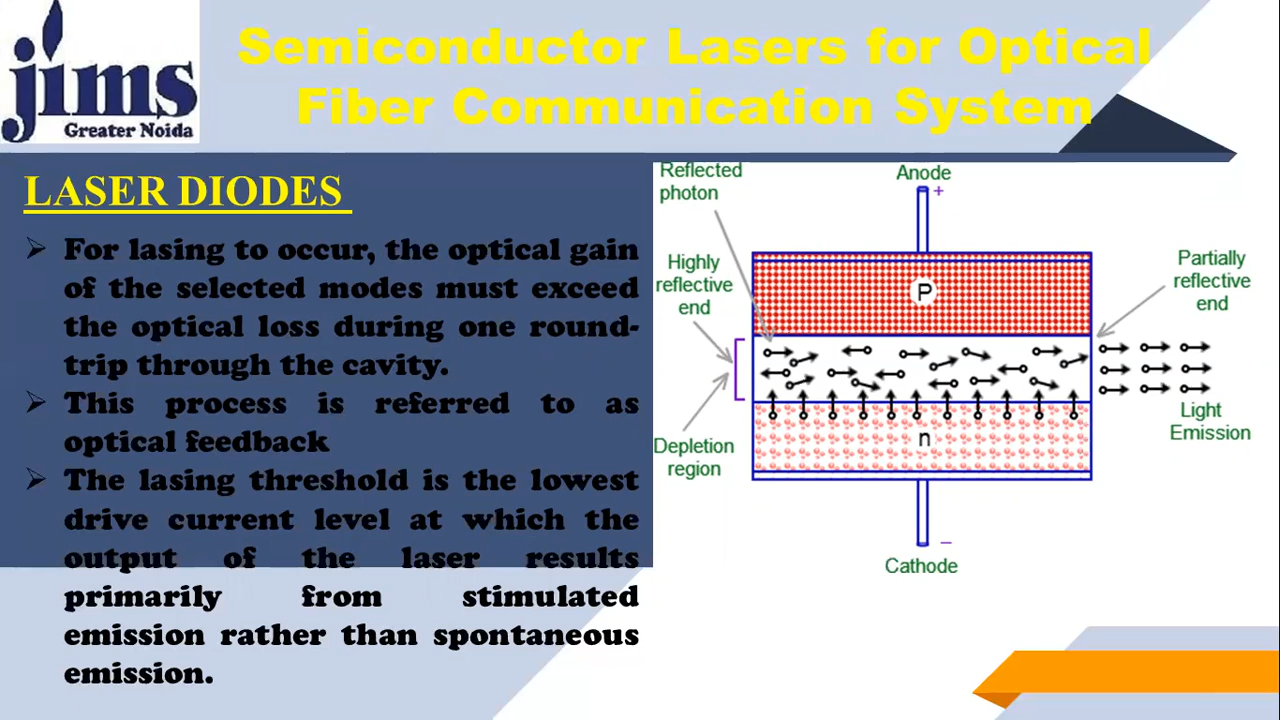 jims
Greater Noida
Semiconductor Lasers for Optical
Fiber Communication System
LASER DIODES
For lasing to occur, the optical gain
of the selected modes must exceed
the optical loss during one round-
trip through the cavity.
This process is referred to as
optical feedback
The lasing threshold is the lowest
drive current level at which the
output of the laser results
primarily from stimulated
emission rather than spontaneous
emission.
Reflected
photon
Anode
+
Highly
reflective
end
Partially
reflective
end
P
Depletion
region
n
Light
Emission
−
Cathode